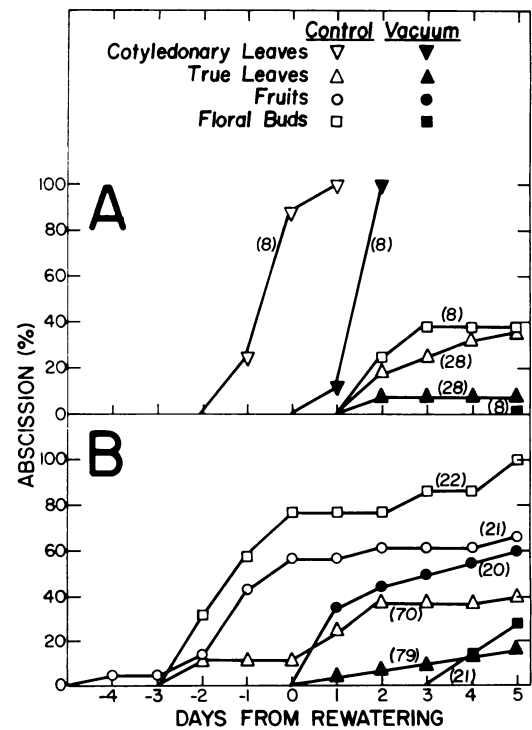 Control Vacuum
Cotyledonary Leaves
True Leaves
Fruits
Floral Buds
A
100
80
60
40
20
0
(8)
(8)
(8)
(28)
(28)
(8)
ABSCISSION (%)
B
100
80
60
40
20
0
(22)
(21)
(20)
(70)
(79)
(21)
-4 -3 -2 -1 0 1 2 3 4 5
DAYS FROM REWATERING